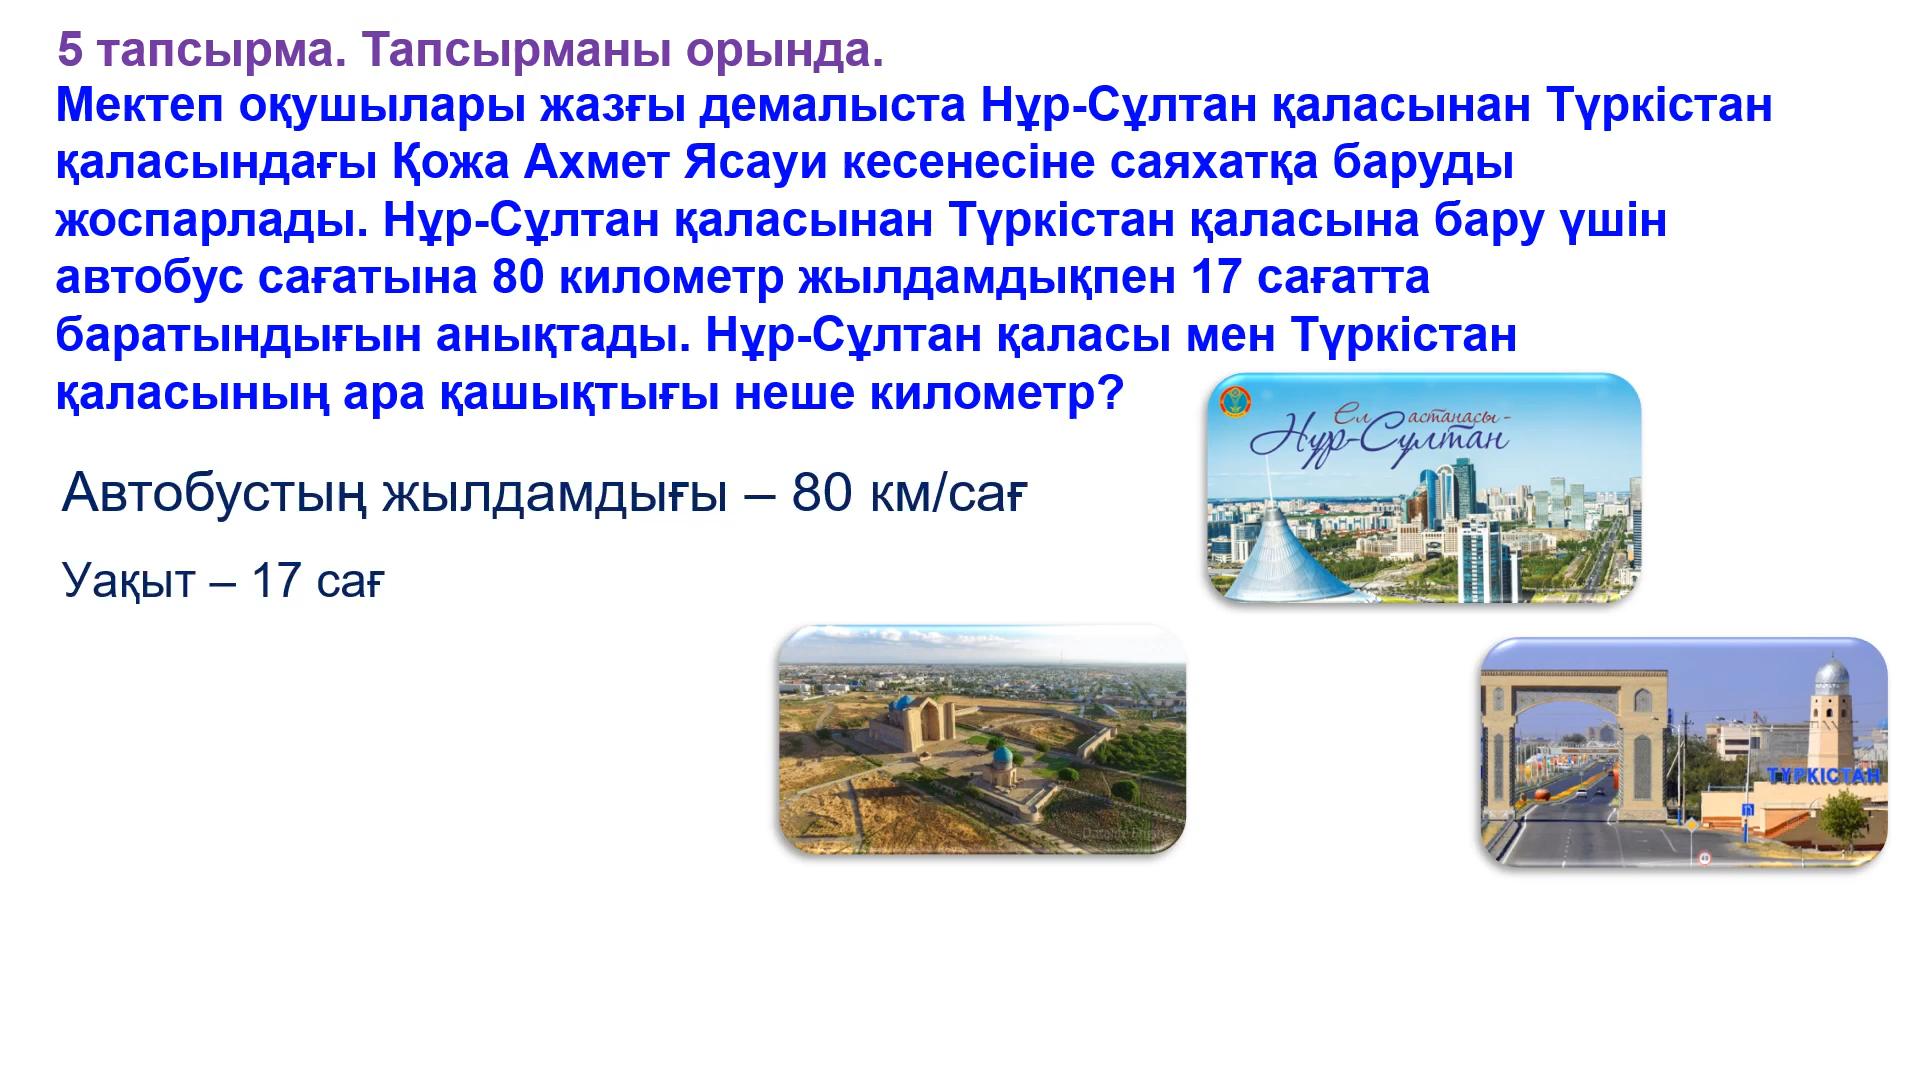 5 тапсырма. Тапсырманы орында.
Мектеп оқушылары жазғы демалыста Нұр-Сұлтан қаласынан Түркістан
қаласындағы Қожа Ахмет Ясауи кесенесіне саяхатқа баруды
жоспарлады. Нұр-Сұлтан қаласынан Түркістан қаласына бару үшін
автобус сағатына 80 километр жылдамдықпен 17 сағатта
баратындығын анықтады. Нұр-Сұлтан қаласы мен Түркістан
қаласының ара қашықтығы неше километр?
Ел астанасы -
Нұр-Сұлтан
Автобустың жылдамдығы – 80 км/сағ
Уақыт – 17 сағ
ТҮРКІСТАН